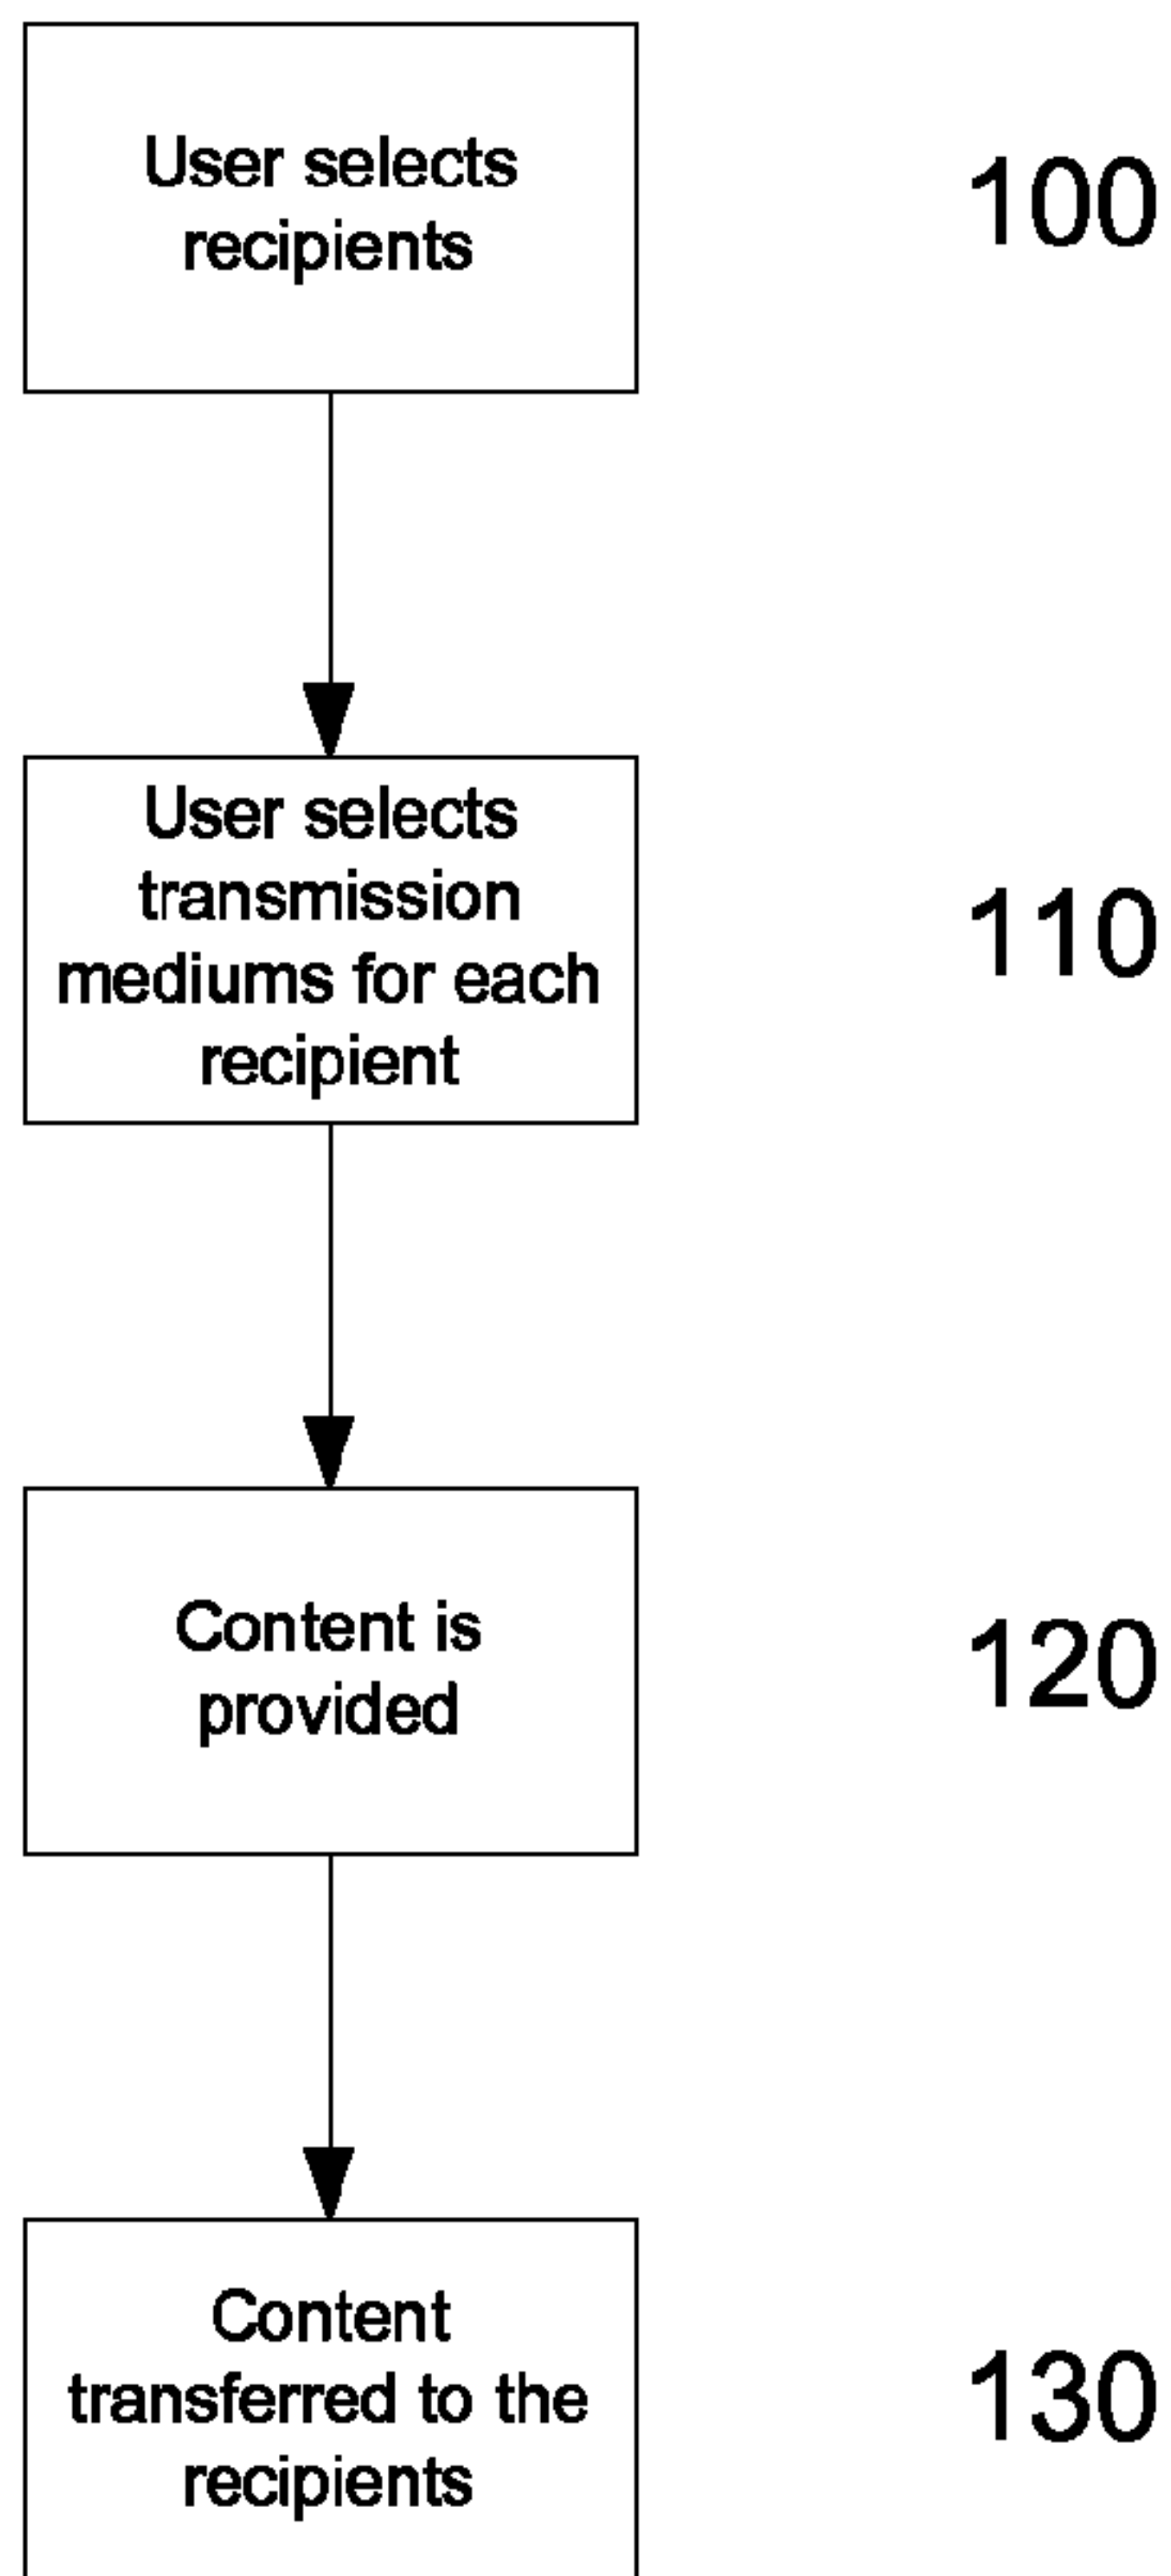 User selects
recipients
100
User selects
transmission
mediums for each
recipient
110
Content is
provided
120
Content
transferred to the
recipients
130